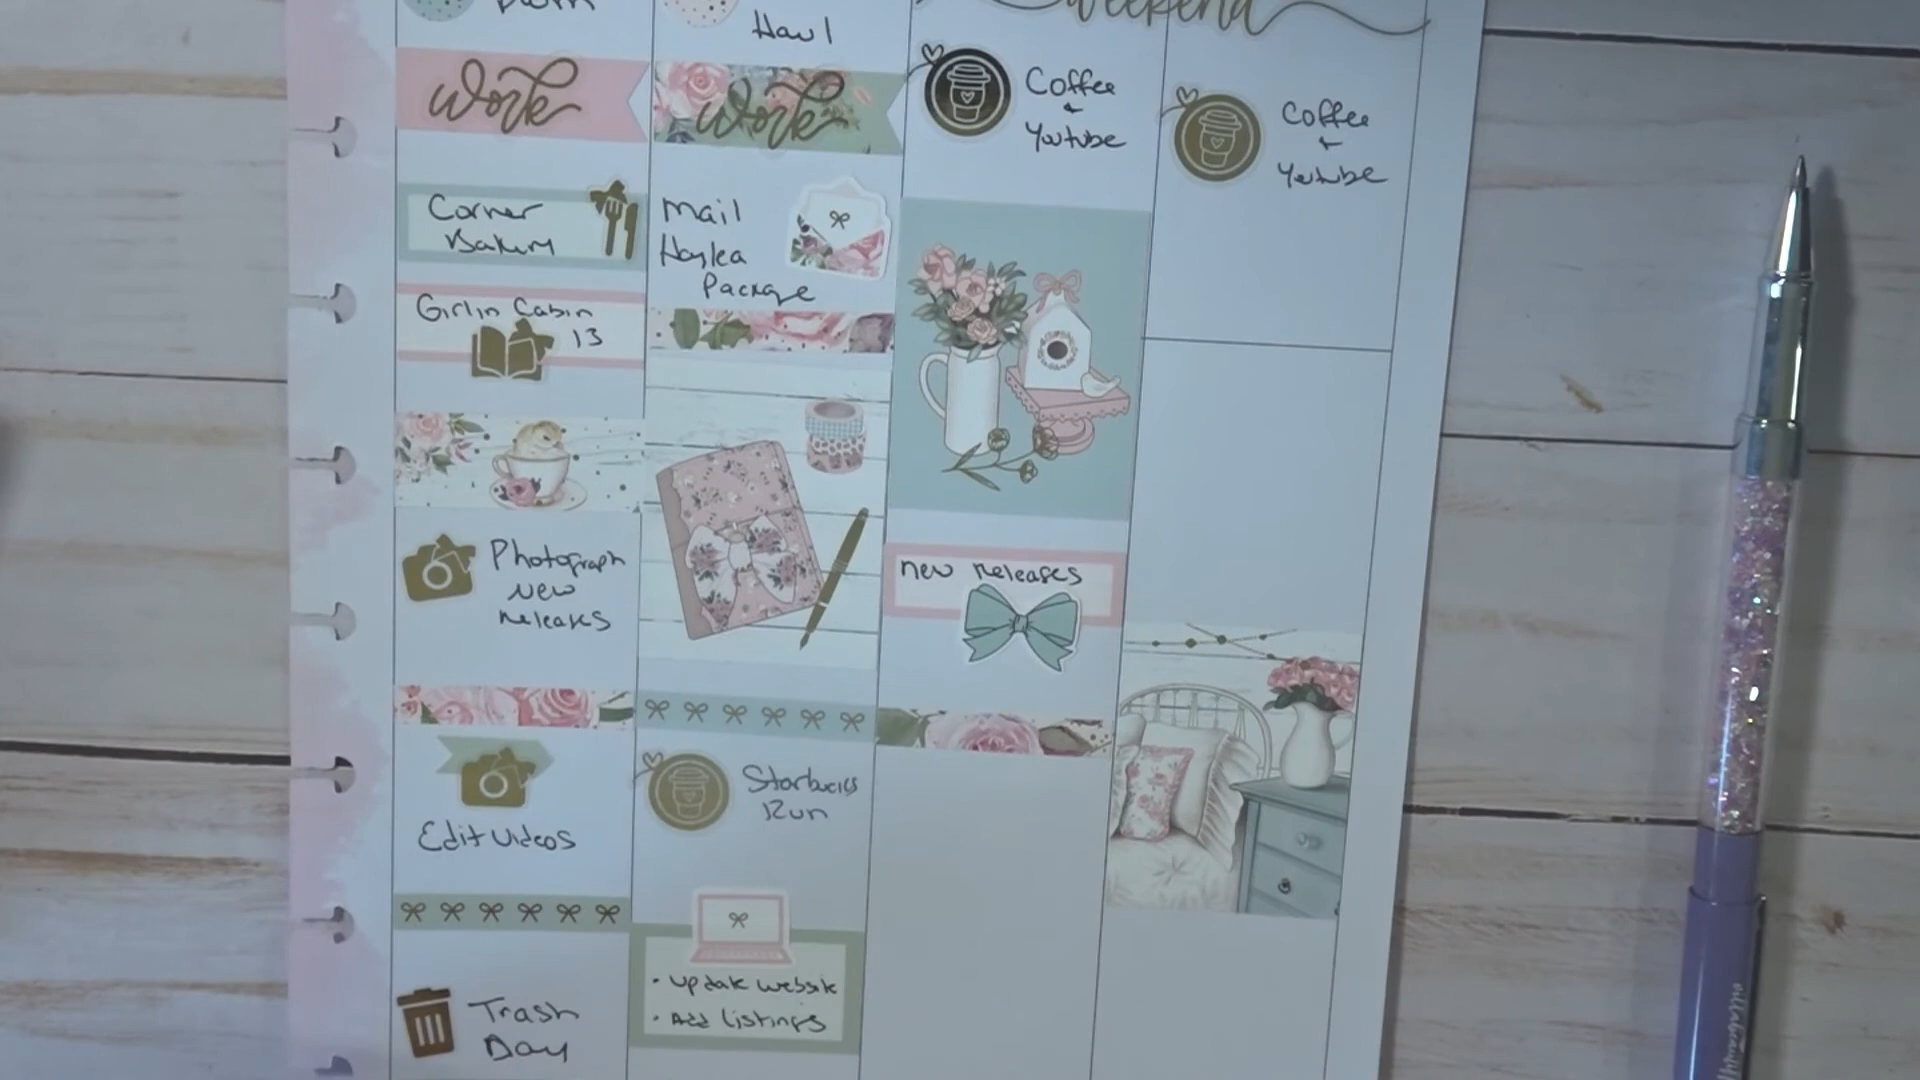 Haul
weekend
work
Corner
Bakery
Girl in Cabin
13
Photograph
New
Releases
Edit Videos
Trash
Day
work
Mail
Haylea
Package
Starbucks
Run
• Update website
• Add listings
Coffee
+
Youtube
New Releases
Coffee
+
Youtube